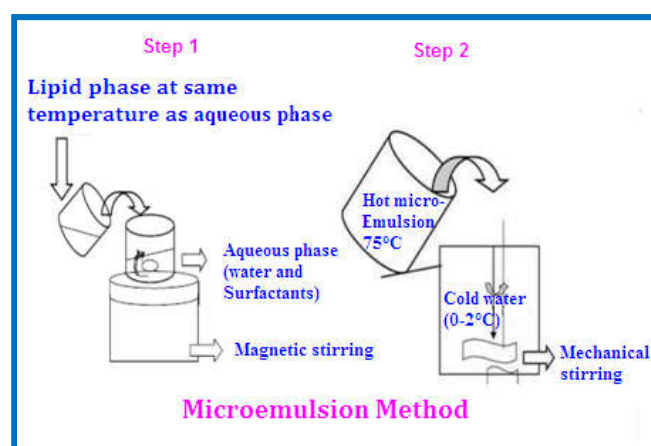 Step 1
Step 2
Lipid phase at same
temperature as aqueous phase
Aqueous phase
(water and
Surfactants)
Magnetic stirring
Hot micro-
Emulsion
75°C
Cold water
(0-2°C)
Mechanical
stirring
Microemulsion Method